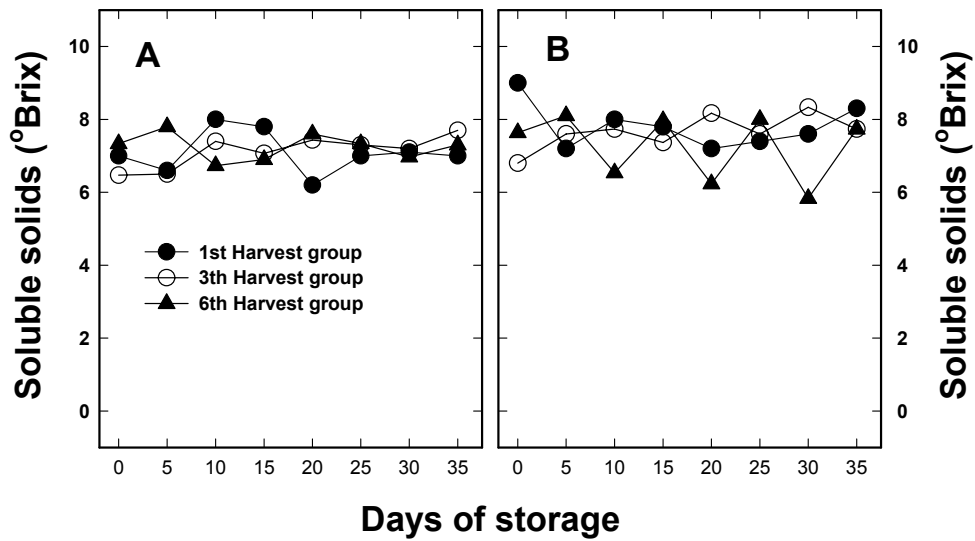 A
B
Soluble solids (°Brix)
10
8
6
4
2
0
1st Harvest group
3th Harvest group
6th Harvest group
0 5 10 15 20 25 30 35
0 5 10 15 20 25 30 35
10
8
6
4
2
0
Soluble solids (°Brix)
Days of storage